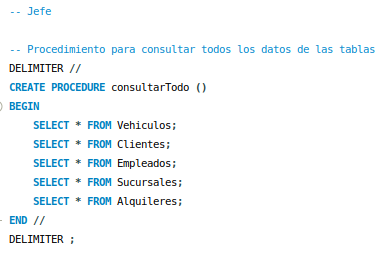 -- Jefe
-- Procedimiento para consultar todos los datos de las tablas
DELIMITER //
CREATE PROCEDURE consultarTodo ()
BEGIN
SELECT * FROM Vehiculos;
SELECT * FROM Clientes;
SELECT * FROM Empleados;
SELECT * FROM Sucursales;
SELECT * FROM Alquileres;
END //
DELIMITER ;